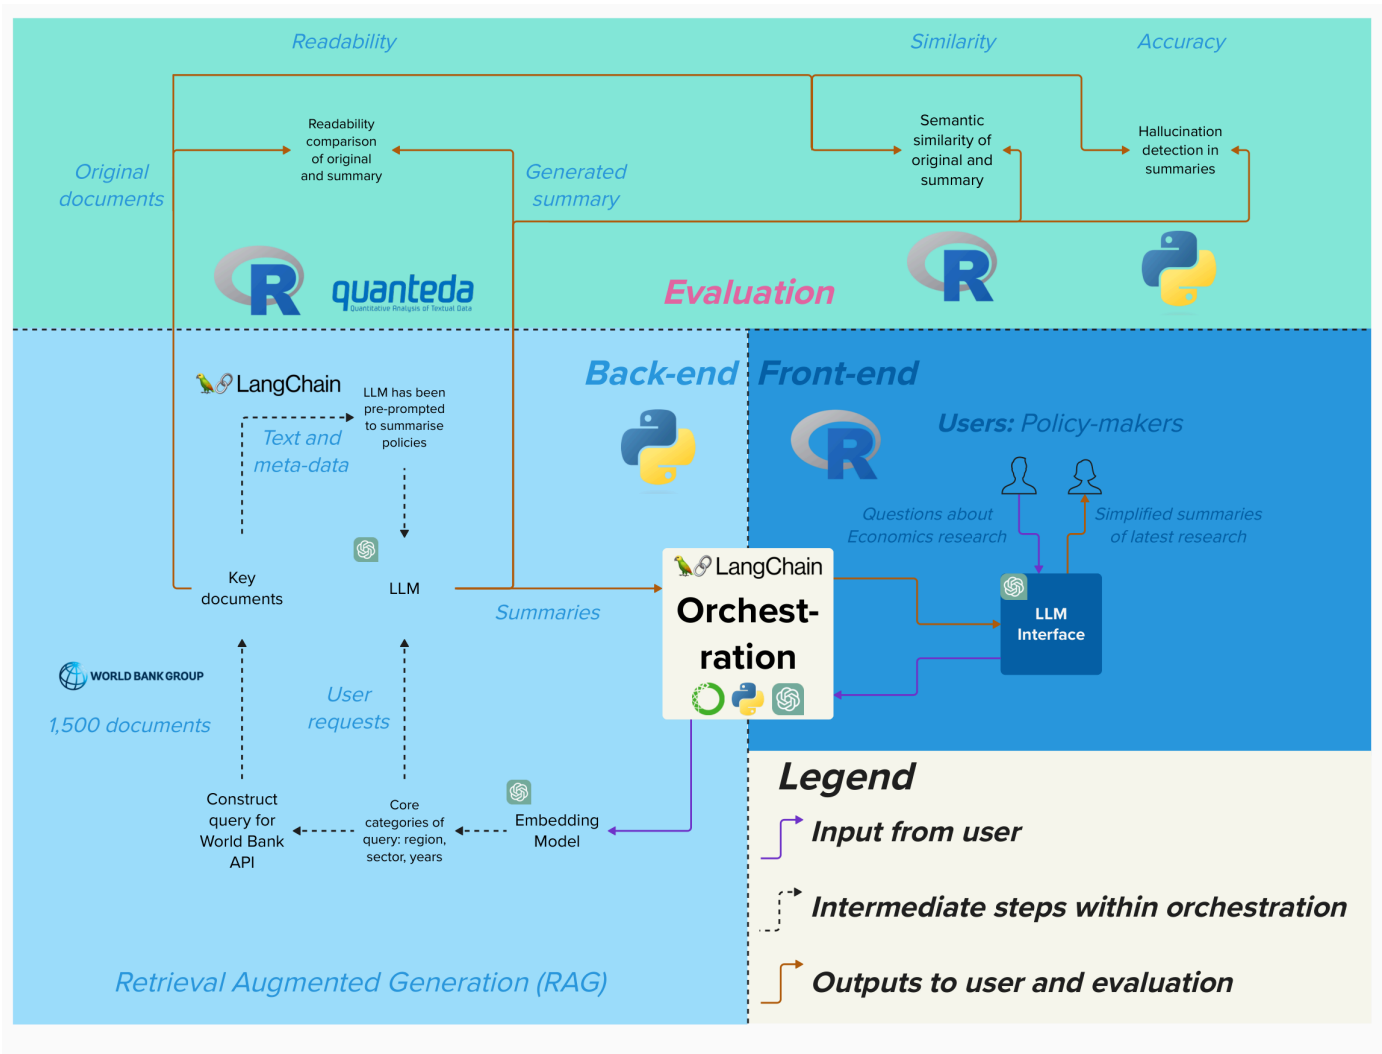 Readability
Similarity
Accuracy
Readability
comparison
of original
and summary
Semantic
similarity of
original and
summary
Hallucination
detection in
summaries
Original
documents
Generated
summary
R
quanteda
Quantitative Analysis of Textual Data
Evaluation
R
Back-end
Front-end
LangChain
LLM has been
pre-prompted
to summarise
policies
Text and
meta-data
R
Users: Policy-makers
Questions about
Economics research
Simplified summaries
of latest research
Key
documents
LLM
Summaries
LangChain
Orchest-
ration
LLM
Interface
WORLD BANK GROUP
1,500 documents
User
requests
Construct
query for
World Bank
API
Core
categories of
query: region,
sector, years
Embedding
Model
Retrieval Augmented Generation (RAG)
Legend
Input from user
Intermediate steps within orchestration
Outputs to user and evaluation